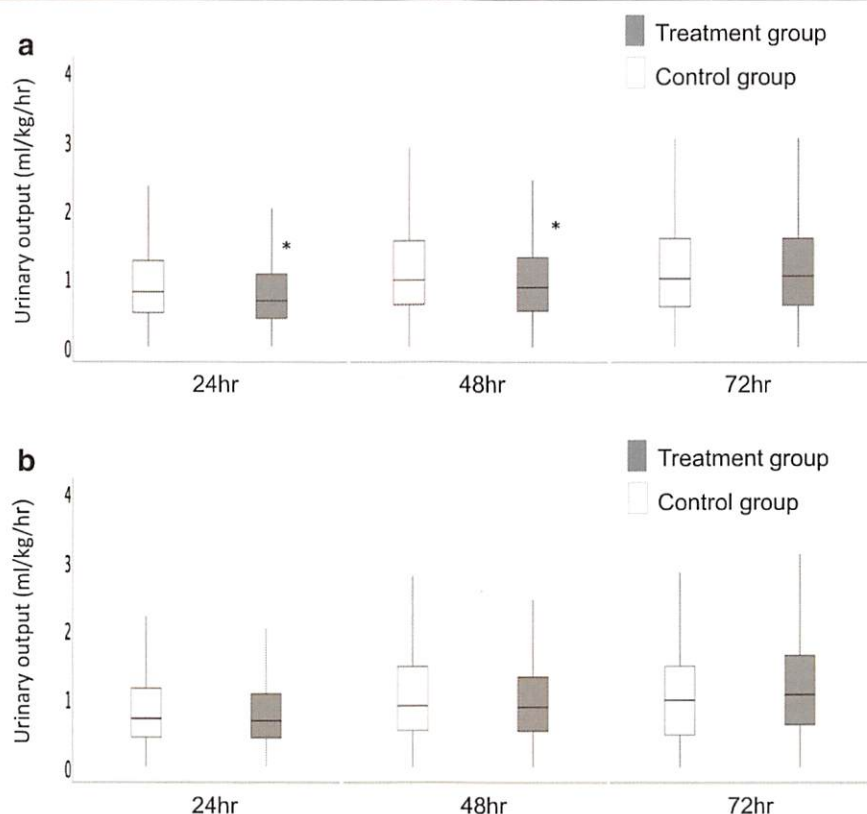 a
Treatment group
Control group
Urinary output (ml/kg/hr)
4
3
2
1
0
*
*
24hr
48hr
72hr
b
Treatment group
Control group
Urinary output (ml/kg/hr)
4
3
2
1
0
24hr
48hr
72hr